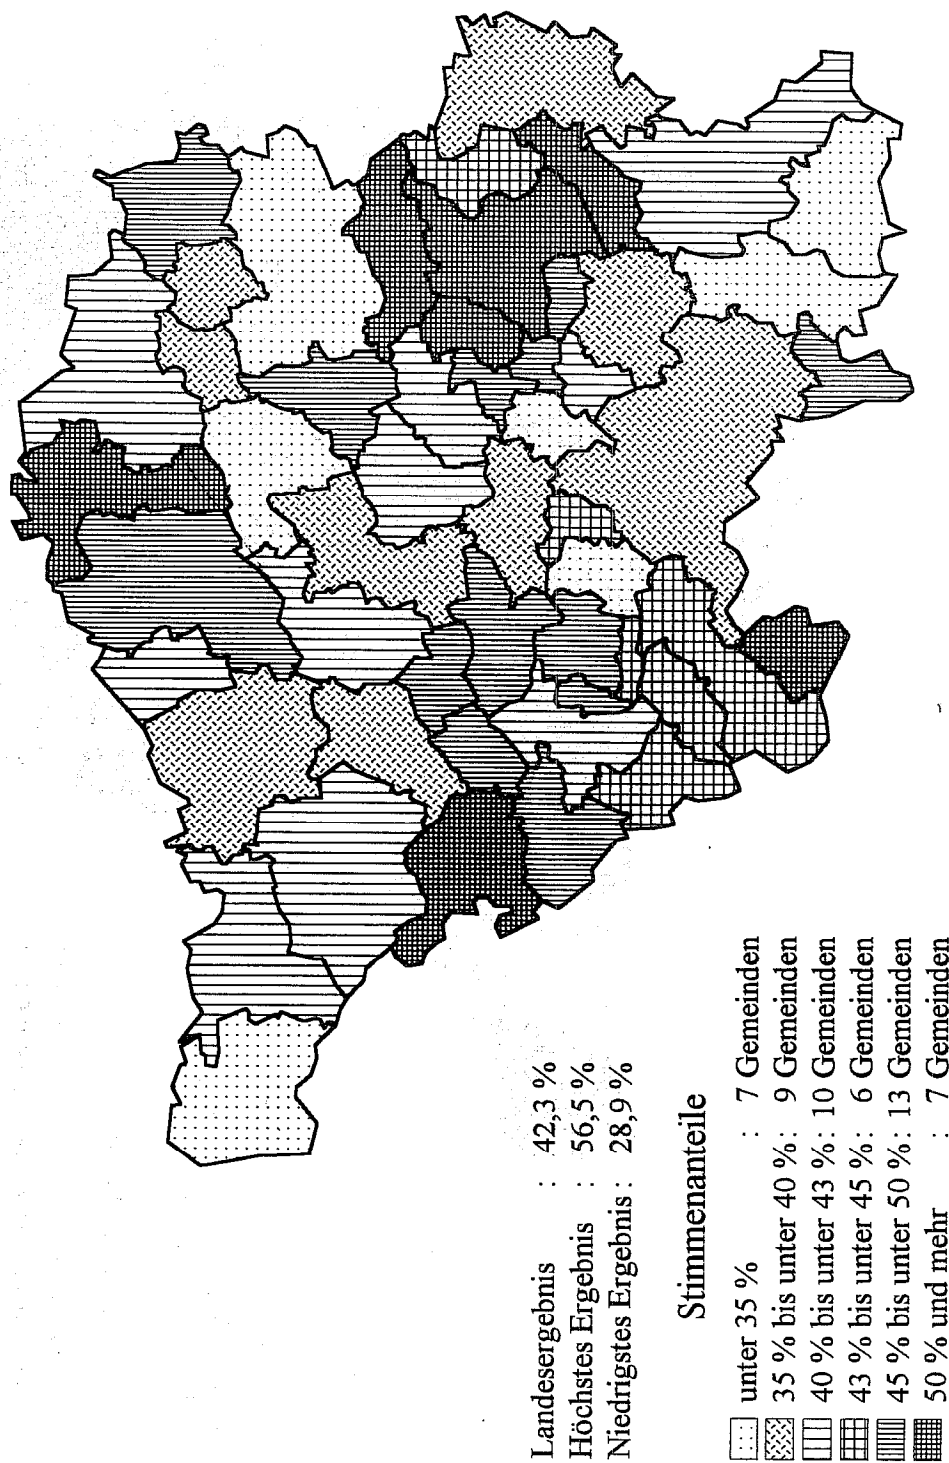 Landesergebnis : 42,3 %
Höchstes Ergebnis : 56,5 %
Niedrigstes Ergebnis : 28,9 %
Stimmenanteile
unter 35 % : 7 Gemeinden
35 % bis unter 40 % : 9 Gemeinden
40 % bis unter 43 % : 10 Gemeinden
43 % bis unter 45 % : 6 Gemeinden
45 % bis unter 50 % : 13 Gemeinden
50 % und mehr : 7 Gemeinden